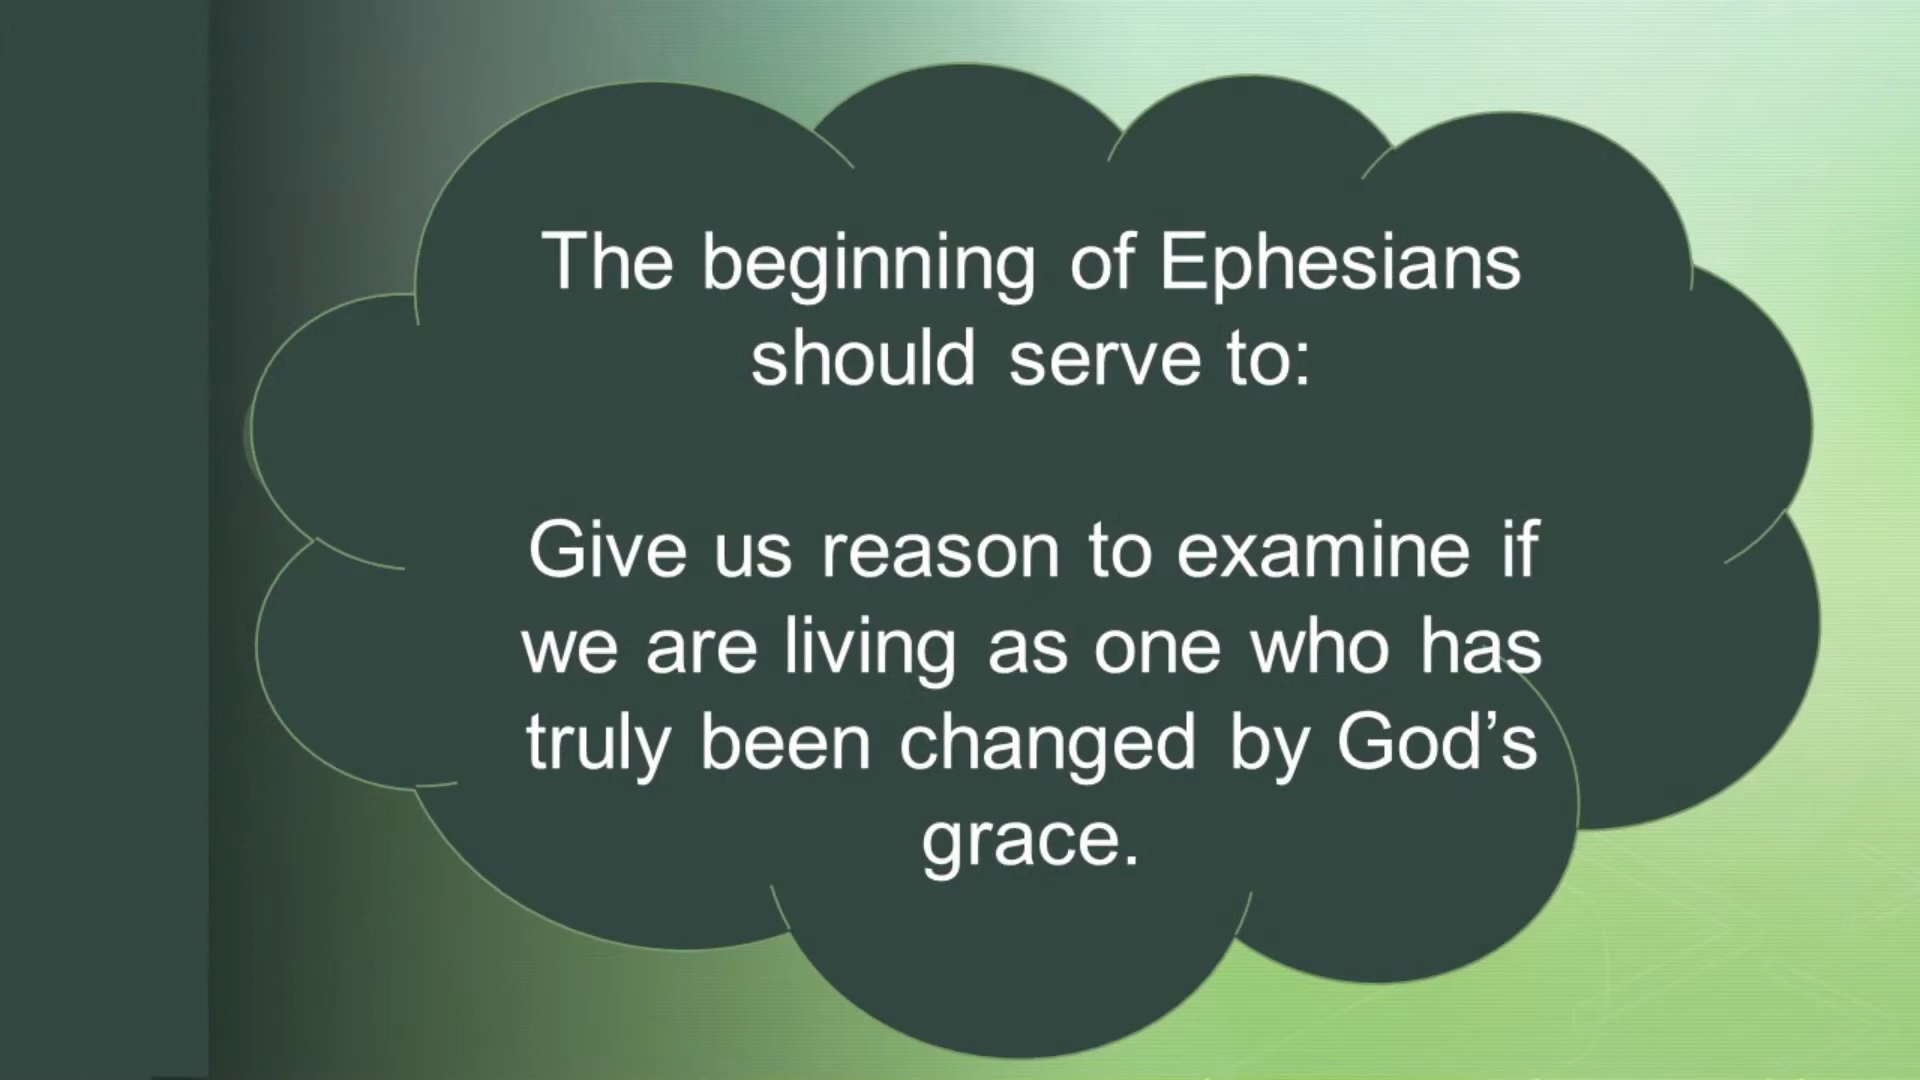 The beginning of Ephesians
should serve to:
Give us reason to examine if
we are living as one who has
truly been changed by God’s
grace.